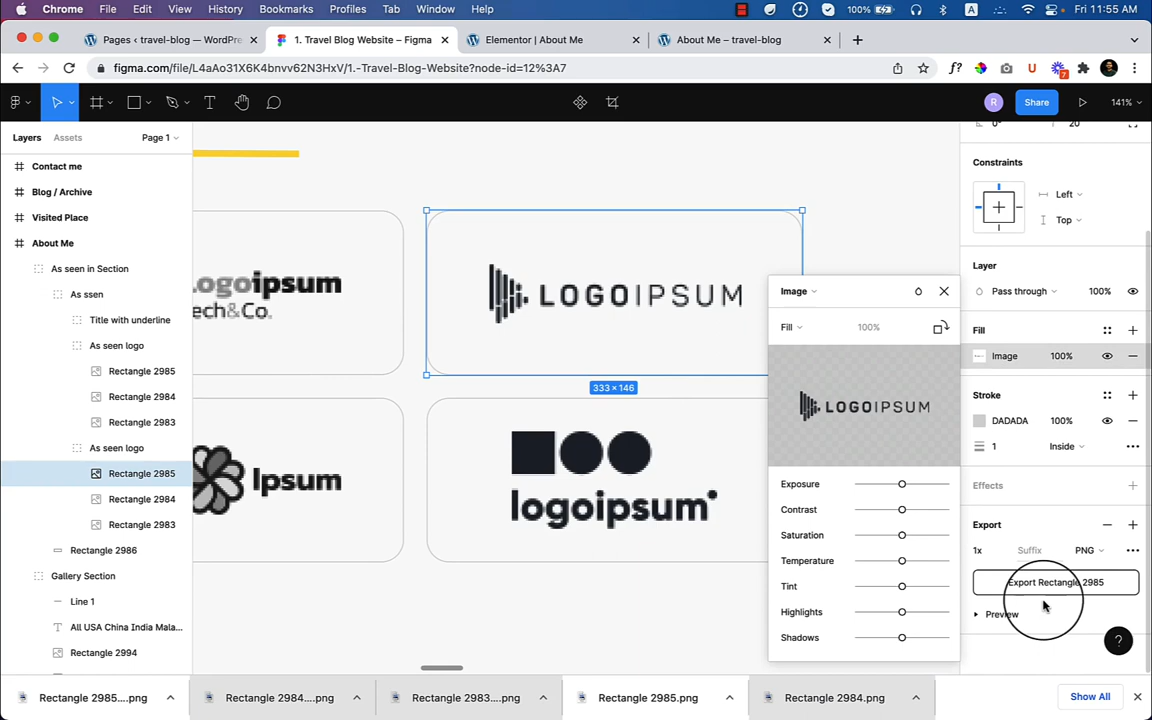 Chrome File Edit View History Bookmarks Profiles Tab Window Help 100% A Fri 11:55 AM
Pages ‹ travel-blog — WordPre
1. Travel Blog Website – Figma
Elementor | About Me
About Me – travel-blog
figma.com/file/L4aAo31X6K4bnvv62N3HxV/1.-Travel-Blog-Website?node-id=12%3A7
f?
7
T
R
Share
141%
Layers Assets Page 1
Contact me
Blog / Archive
Visited Place
About Me
As seen in Section
As ssen
Title with underline
As seen logo
Rectangle 2985
Rectangle 2984
Rectangle 2983
As seen logo
Rectangle 2985
Rectangle 2984
Rectangle 2983
Rectangle 2986
Gallery Section
Line 1
All USA China India Mala...
Rectangle 2994
ogoipsum
ech&Co.
LOGOIPSUM
333 × 146
Ipsum
logoipsum
Image
Fill 100%
LOGOIPSUM
Exposure
Contrast
Saturation
Temperature
Tint
Highlights
Shadows
0° 20
Constraints
Left
Top
Layer
Pass through 100%
Fill
Image 100%
Stroke
DADADA 100%
1 Inside
Effects
Export
1x Suffix PNG
Export Rectangle 2985
Preview
?
Rectangle 2985....png
Rectangle 2984....png
Rectangle 2983....png
Rectangle 2985.png
Rectangle 2984.png
Show All